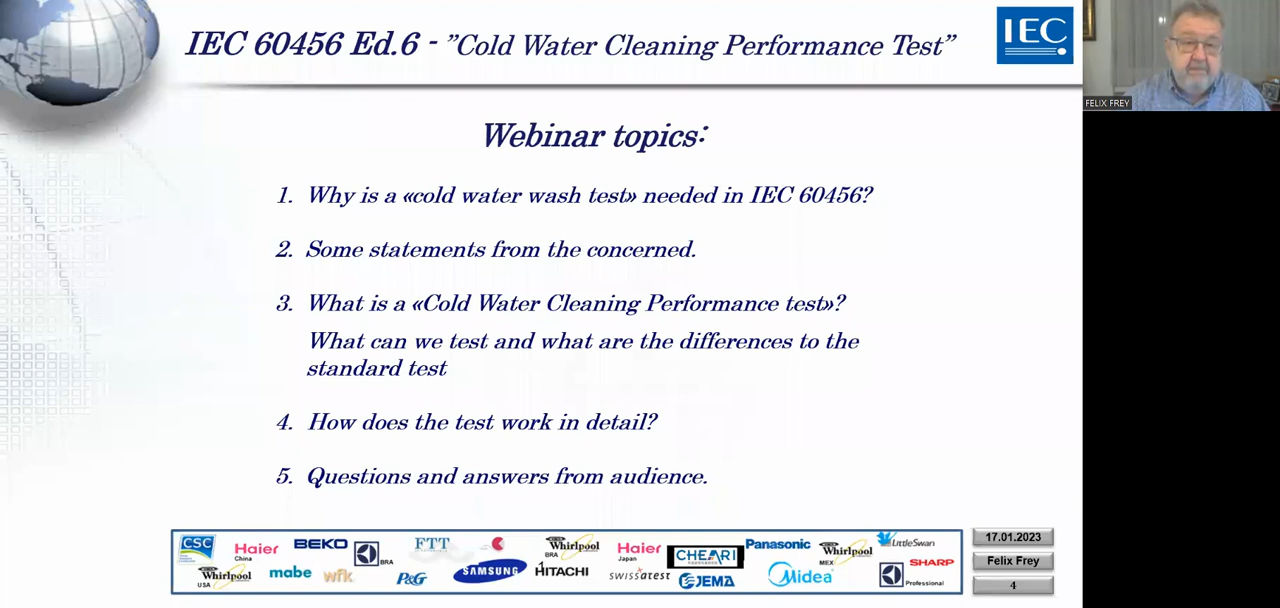 IEC 60456 Ed.6 - ”Cold Water Cleaning Performance Test”
IEC
FELIX FREY
Webinar topics:
1. Why is a «cold water wash test» needed in IEC 60456?
2. Some statements from the concerned.
3. What is a «Cold Water Cleaning Performance test»?
What can we test and what are the differences to the
standard test
4. How does the test work in detail?
5. Questions and answers from audience.
CSC
Haier
China
BEKO
BRA
FTT
Whirlpool
BRA
Haier
Japan
CHEARI
Panasonic
Whirlpool
MEX
LittleSwan
SHARP
Whirlpool
USA
mabe
wfk
P&G
SAMSUNG
HITACHI
swissatest
JEMA
Midea
Professional
17.01.2023
Felix Frey
4